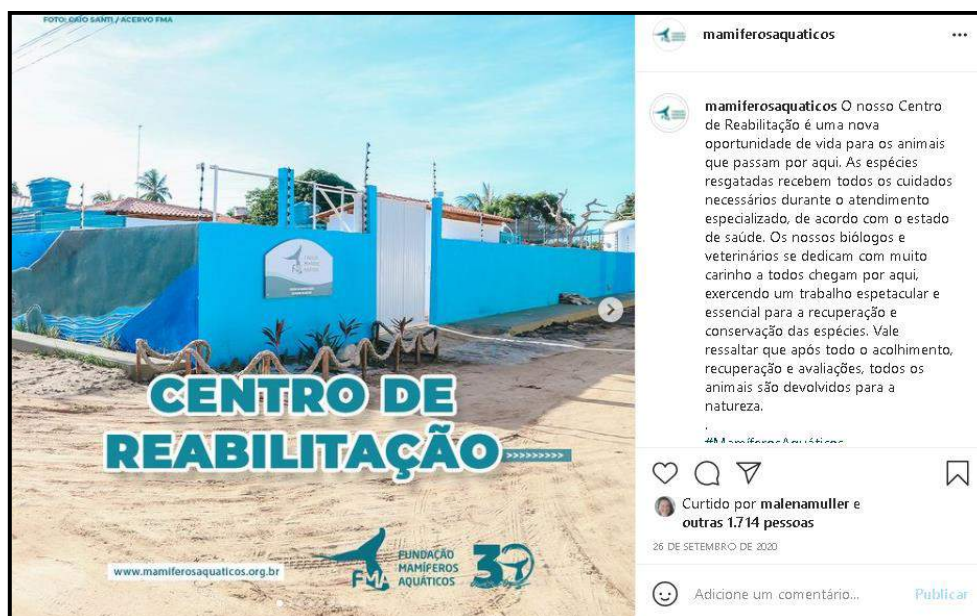 FOTO: CAIO SANTI / ACERVO FMA
CENTRO DE
REABILITAÇÃO >>>>>>>>>
www.mamiferosaquaticos.org.br
FMA
FUNDAÇÃO
MAMÍFEROS
AQUÁTICOS
30
mamiferosaquaticos
mamiferosaquaticos O nosso Centro
de Reabilitação é uma nova
oportunidade de vida para os animais
que passam por aqui. As espécies
resgatadas recebem todos os cuidados
necessários durante o atendimento
especializado, de acordo com o estado
de saúde. Os nossos biólogos e
veterinários se dedicam com muito
carinho a todos chegam por aqui,
exercendo um trabalho espetacular e
essencial para a recuperação e
conservação das espécies. Vale
ressaltar que após todo o acolhimento,
recuperação e avaliações, todos os
animais são devolvidos para a
natureza.
.
#MamíferosAquáticos
Curtido por malenamuller e
outras 1.714 pessoas
26 DE SETEMBRO DE 2020
Adicione um comentário... Publicar